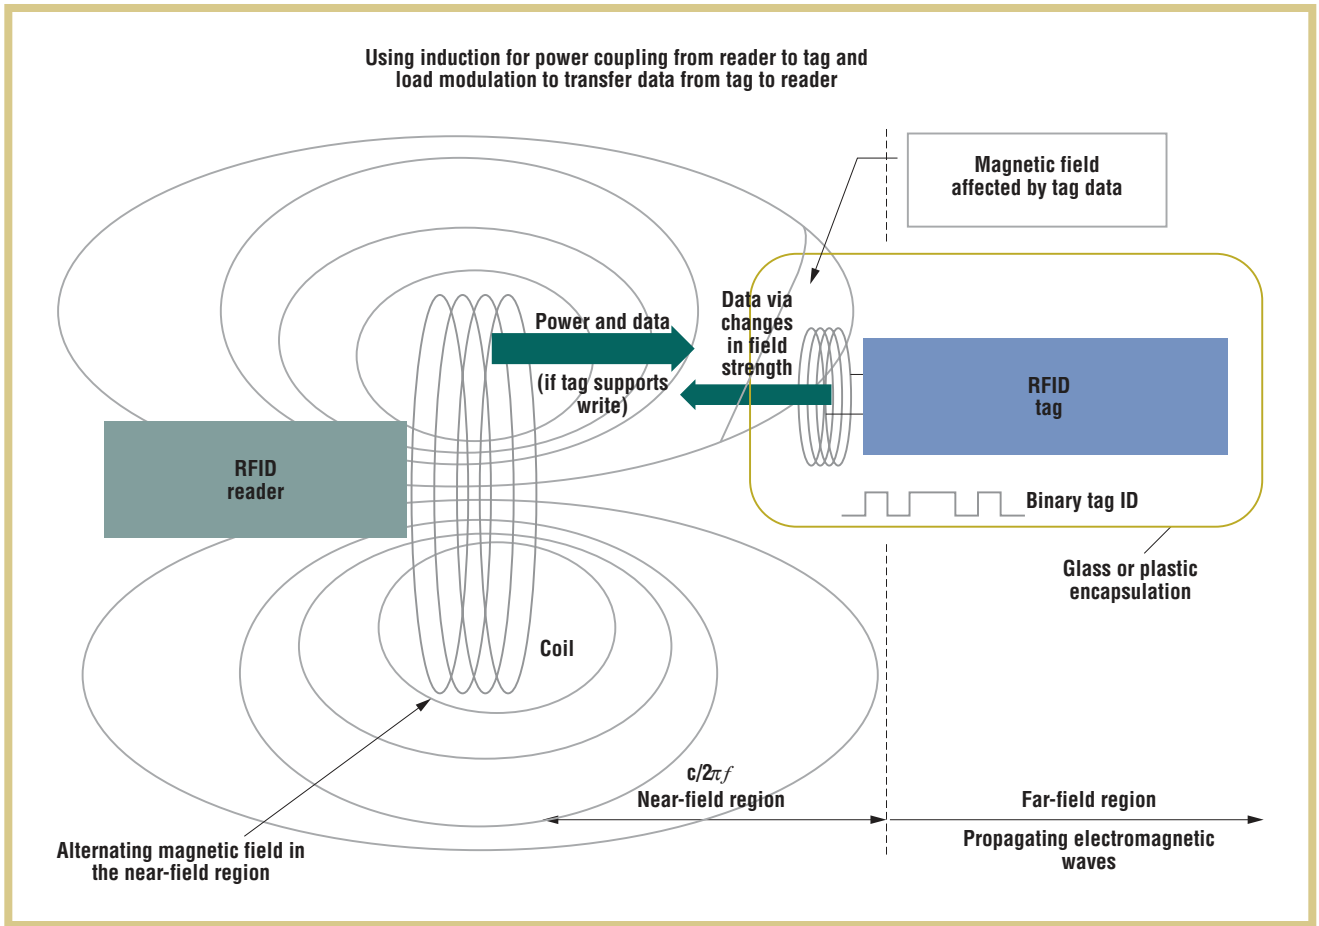 Using induction for power coupling from reader to tag and
load modulation to transfer data from tag to reader
Magnetic field
affected by tag data
Data via
changes
in field
strength
Power and data
(if tag supports
write)
RFID
tag
RFID
reader
Binary tag ID
Glass or plastic
encapsulation
Coil
c/2πf
Near-field region
Far-field region
Propagating electromagnetic
waves
Alternating magnetic field in
the near-field region